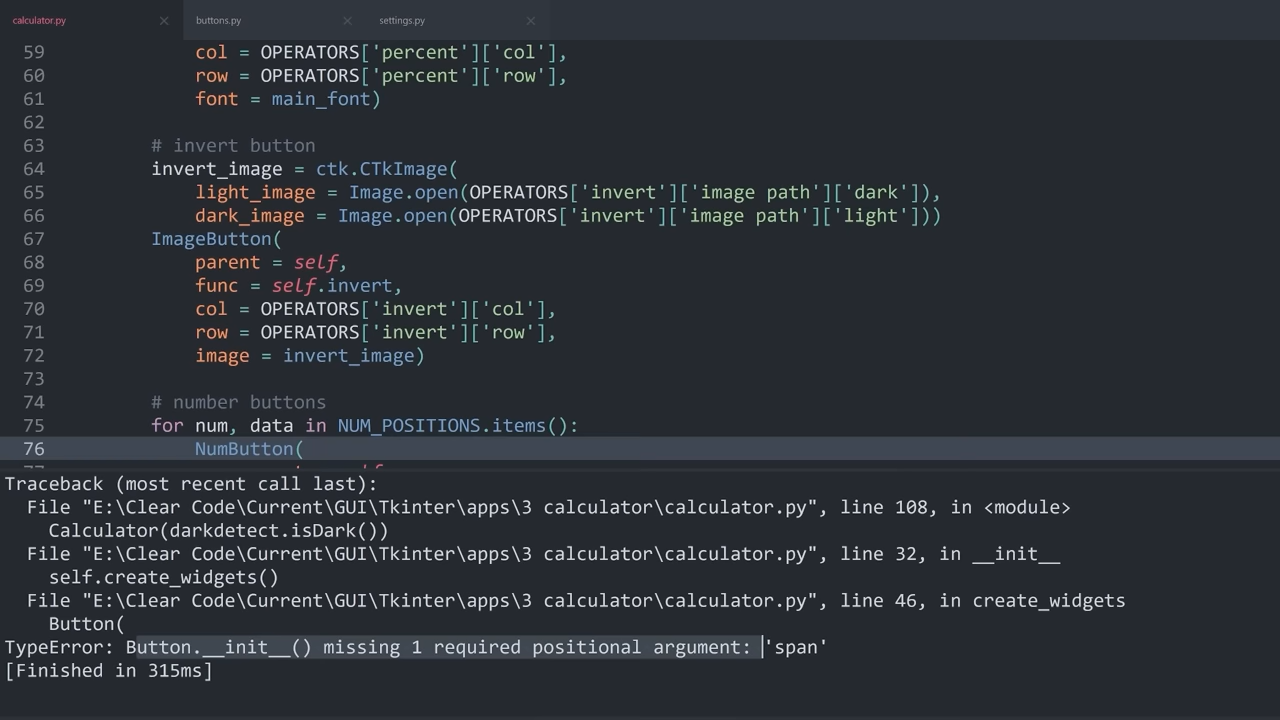 calculator.py × buttons.py × settings.py ×
59 col = OPERATORS['percent']['col'],
60 row = OPERATORS['percent']['row'],
61 font = main_font)
62
63 # invert button
64 invert_image = ctk.CTkImage(
65 light_image = Image.open(OPERATORS['invert']['image path']['dark']),
66 dark_image = Image.open(OPERATORS['invert']['image path']['light']))
67 ImageButton(
68 parent = self,
69 func = self.invert,
70 col = OPERATORS['invert']['col'],
71 row = OPERATORS['invert']['row'],
72 image = invert_image)
73
74 # number buttons
75 for num, data in NUM_POSITIONS.items():
76 NumButton(
Traceback (most recent call last):
File "E:\Clear Code\Current\GUI\Tkinter\apps\3 calculator\calculator.py", line 108, in <module>
Calculator(darkdetect.isDark())
File "E:\Clear Code\Current\GUI\Tkinter\apps\3 calculator\calculator.py", line 32, in __init__
self.create_widgets()
File "E:\Clear Code\Current\GUI\Tkinter\apps\3 calculator\calculator.py", line 46, in create_widgets
Button(
TypeError: Button.__init__() missing 1 required positional argument: 'span'
[Finished in 315ms]